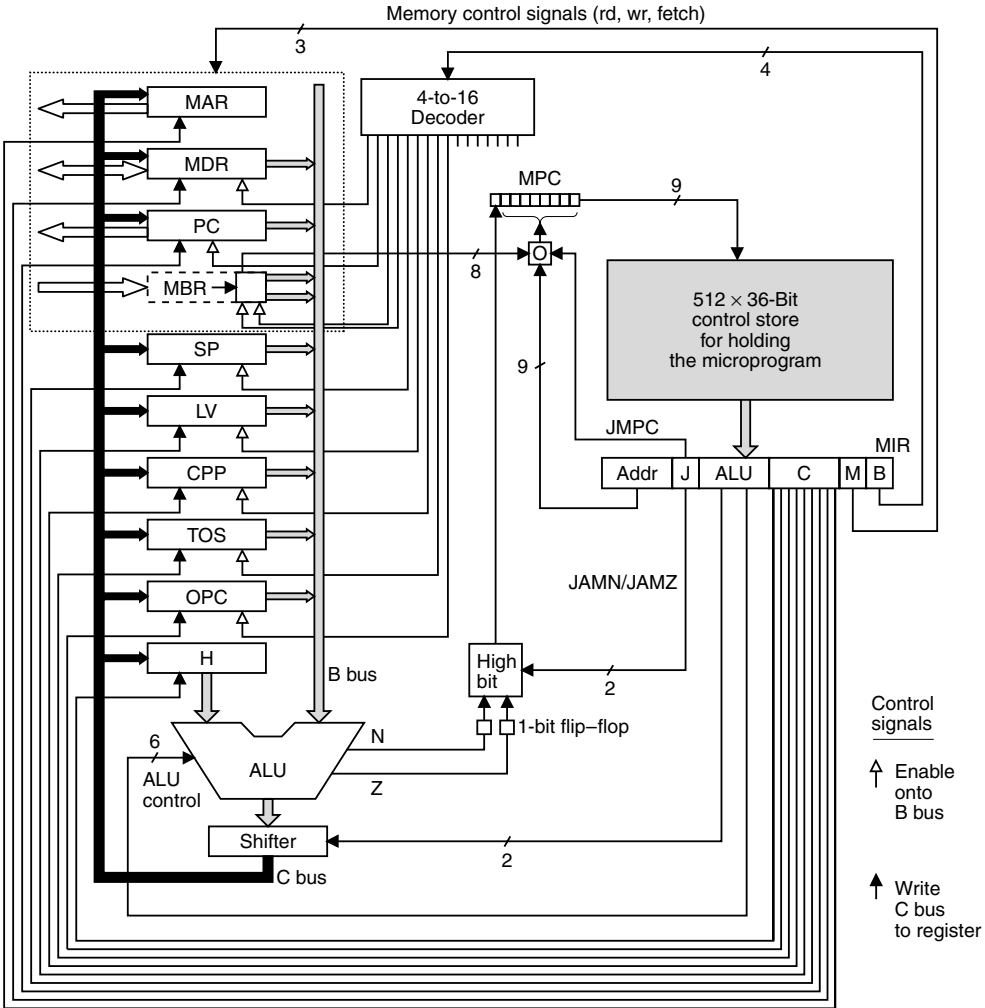 Memory control signals (rd, wr, fetch)
3
4
MAR
MDR
PC
MBR
SP
LV
CPP
TOS
OPC
H
4-to-16
Decoder
MPC
9
O
8
9
512 × 36-Bit
control store
for holding
the microprogram
JMPC
MIR
Addr
J
ALU
C
M
B
JAMN/JAMZ
High
bit
2
B bus
1-bit flip–flop
N
Z
6
ALU
control
ALU
Shifter
2
C bus
Control
signals
Enable
onto
B bus
Write
C bus
to register